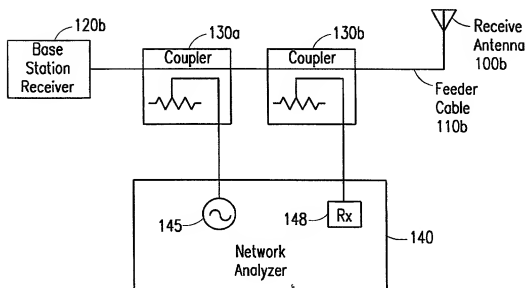 120b
130a
130b
Base
Station
Receiver
Coupler
Coupler
Receive
Antenna
100b
Feeder
Cable
110b
145
148
Rx
140
Network
Analyzer